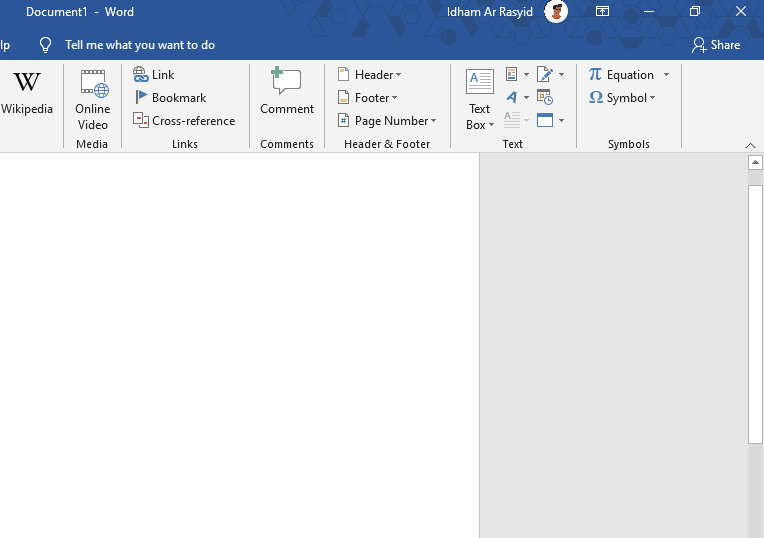 Document1 - Word
Idham Ar Rasyid
lp
Tell me what you want to do
Share
W
Wikipedia
Online
Video
Media
Link
Bookmark
Cross-reference
Links
Comment
Comments
Header
Footer
Page Number
Header & Footer
A
Text
Box
A
A
Text
π Equation
Ω Symbol
Symbols